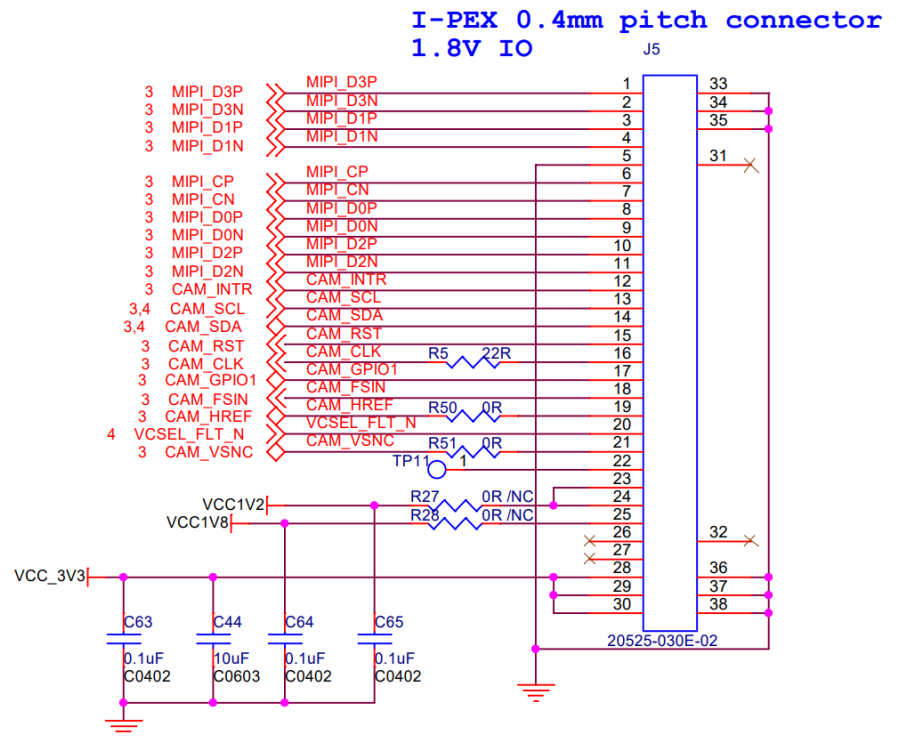 I-PEX 0.4mm pitch connector
1.8V IO
J5
3 MIPI_D3P MIPI_D3P 1 33
3 MIPI_D3N MIPI_D3N 2 34
3 MIPI_D1P MIPI_D1P 3 35
3 MIPI_D1N MIPI_D1N 4
5 31
3 MIPI_CP MIPI_CP 6
3 MIPI_CN MIPI_CN 7
3 MIPI_D0P MIPI_D0P 8
3 MIPI_D0N MIPI_D0N 9
3 MIPI_D2P MIPI_D2P 10
3 MIPI_D2N MIPI_D2N 11
3 CAM_INTR CAM_INTR 12
3,4 CAM_SCL CAM_SCL 13
3,4 CAM_SDA CAM_SDA 14
3 CAM_RST CAM_RST 15
3 CAM_CLK CAM_CLK R5 22R 16
3 CAM_GPIO1 CAM_GPIO1 17
3 CAM_FSIN CAM_FSIN 18
3 CAM_HREF CAM_HREF R50 0R 19
4 VCSEL_FLT_N VCSEL_FLT_N 20
3 CAM_VSNC CAM_VSNC R51 0R 21
TP11 1 22
23
VCC1V2 R27 0R /NC 24
VCC1V8 R28 0R /NC 25
26 32
27
VCC_3V3 28 36
29 37
30 38
C63 C44 C64 C65
20525-030E-02
0.1uF 10uF 0.1uF 0.1uF
C0402 C0603 C0402 C0402